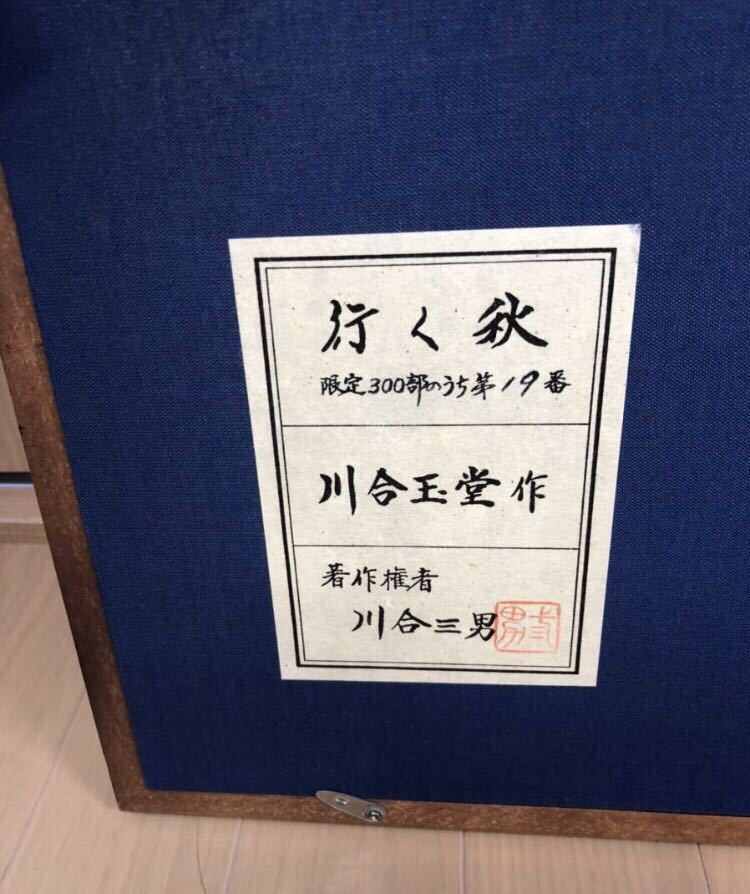 行く秋
限定300部のうち第19番
川合玉堂作
著作権者
川合三男